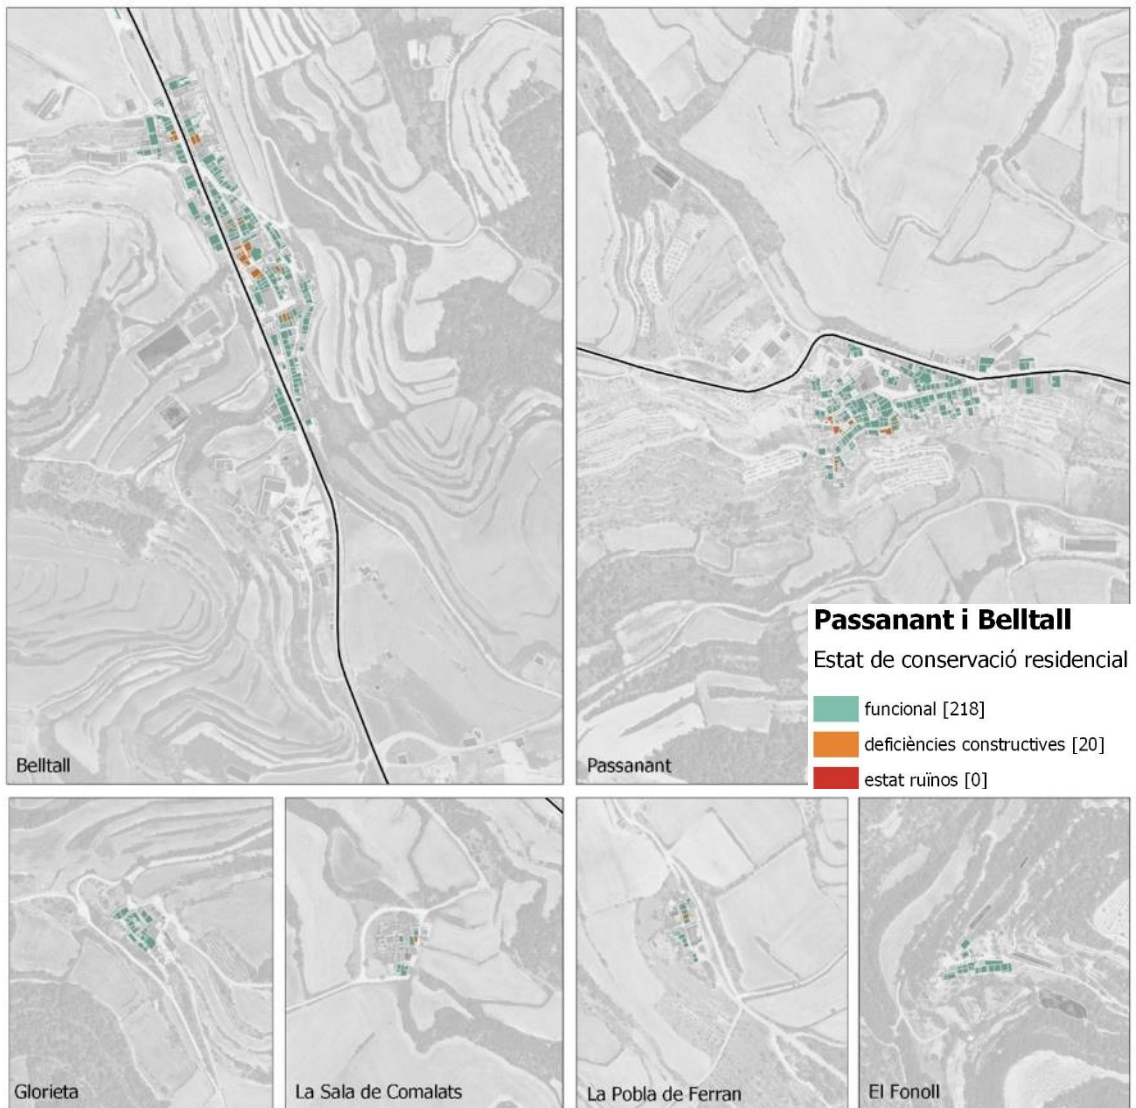 Belltall
Passanant
Passanant i Belltall
Estat de conservació residencial
funcional [218]
deficiències constructives [20]
estat ruïnos [0]
Glorieta
La Sala de Comalats
La Pobla de Ferran
El Fonoll